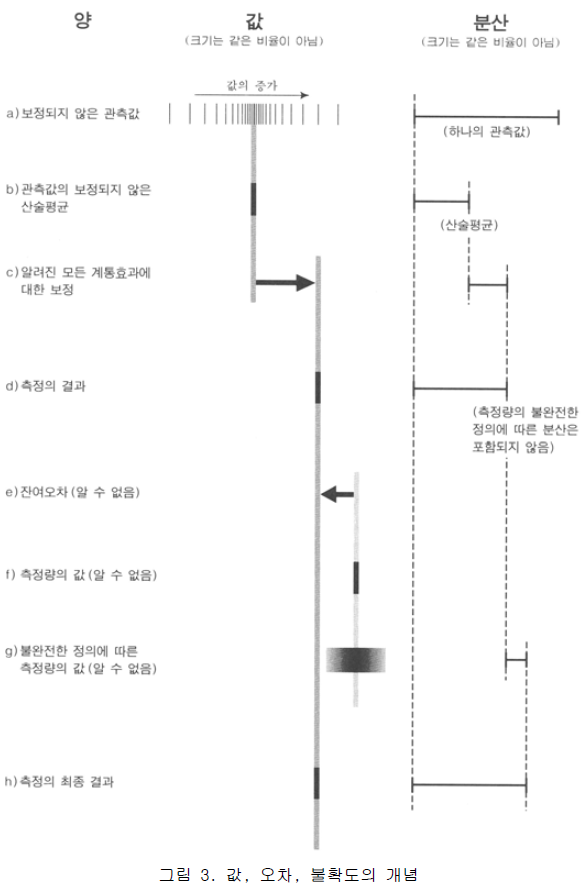 양 값 분산
(크기는 같은 비율이 아님) (크기는 같은 비율이 아님)
값의 증가
a)보정되지 않은 관측값
(하나의 관측값)
b)관측값의 보정되지 않은
산술평균
(산술평균)
c)알려진 모든 계통효과에
대한 보정
d)측정의 결과
(측정량의 불완전한
정의에 따른 분산은
포함되지 않음)
e)잔여오차(알 수 없음)
f)측정량의 값(알 수 없음)
g)불완전한 정의에 따른
측정량의 값(알 수 없음)
h)측정의 최종 결과
그림 3. 값, 오차, 불확도의 개념